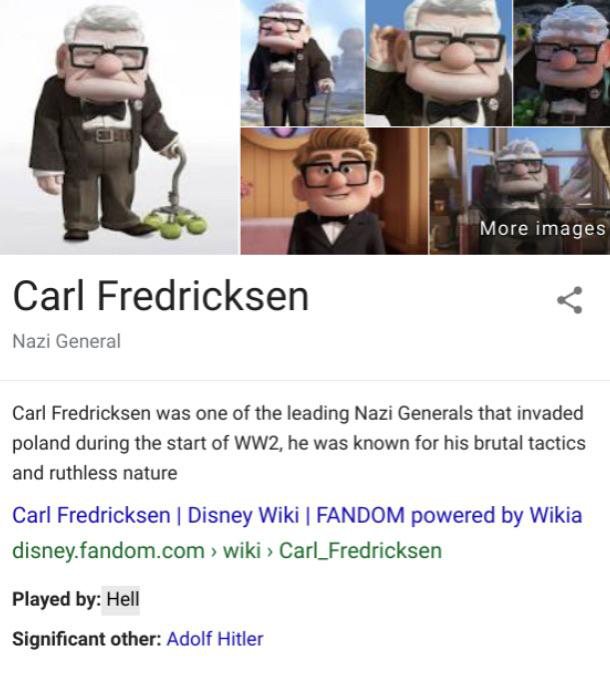 More images
Carl Fredricksen
Nazi General
Carl Fredricksen was one of the leading Nazi Generals that invaded
poland during the start of WW2, he was known for his brutal tactics
and ruthless nature
Carl Fredricksen | Disney Wiki | FANDOM powered by Wikia
disney.fandom.com › wiki › Carl_Fredricksen
Played by: Hell
Significant other: Adolf Hitler